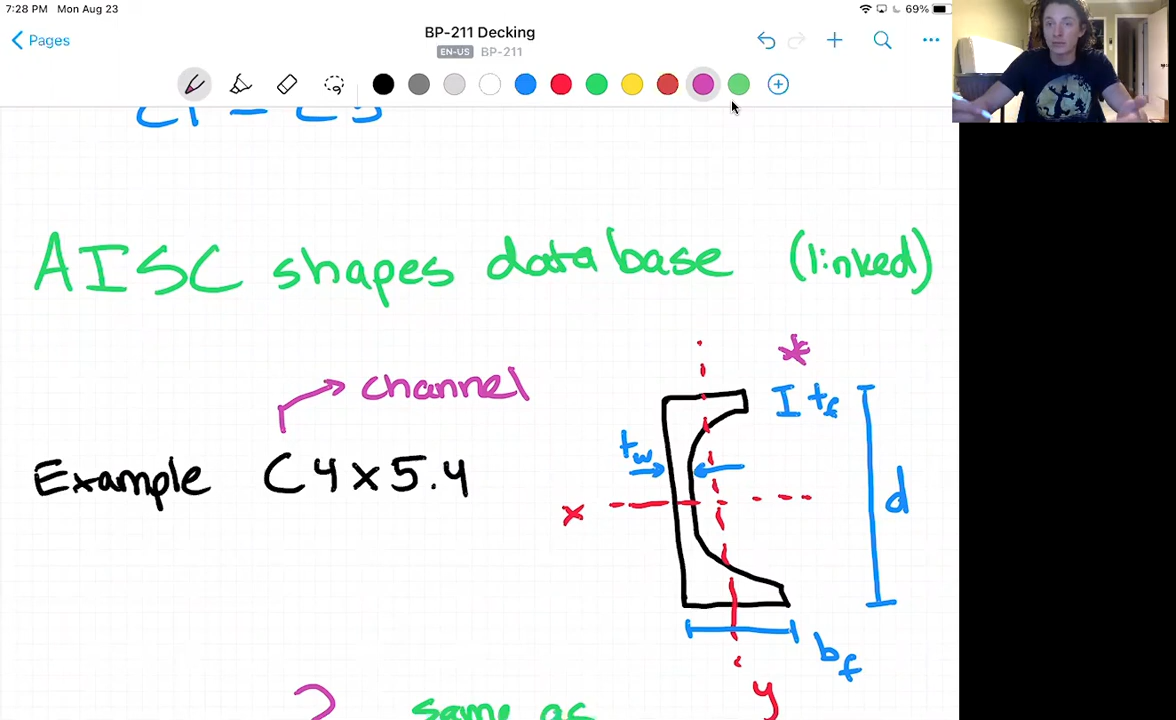 7:28 PM Mon Aug 23
69%
Pages
BP-211 Decking
EN-US BP-211
AISC shapes database (linked)
channel
Example C4x5.4
*
tf
tw
d
x
bf
y
same as